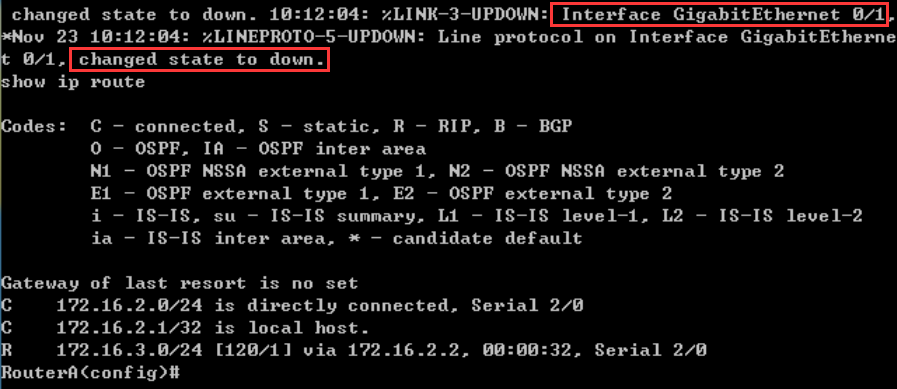 changed state to down. 10:12:04: %LINK-3-UPDOWN: Interface GigabitEthernet 0/1,
*Nov 23 10:12:04: %LINEPROTO-5-UPDOWN: Line protocol on Interface GigabitEtherne
t 0/1, changed state to down.
show ip route
Codes:  C - connected, S - static, R - RIP, B - BGP
O - OSPF, IA - OSPF inter area
N1 - OSPF NSSA external type 1, N2 - OSPF NSSA external type 2
E1 - OSPF external type 1, E2 - OSPF external type 2
i - IS-IS, su - IS-IS summary, L1 - IS-IS level-1, L2 - IS-IS level-2
ia - IS-IS inter area, * - candidate default
Gateway of last resort is no set
C    172.16.2.0/24 is directly connected, Serial 2/0
C    172.16.2.1/32 is local host.
R    172.16.3.0/24 [120/1] via 172.16.2.2, 00:00:32, Serial 2/0
RouterA(config)#